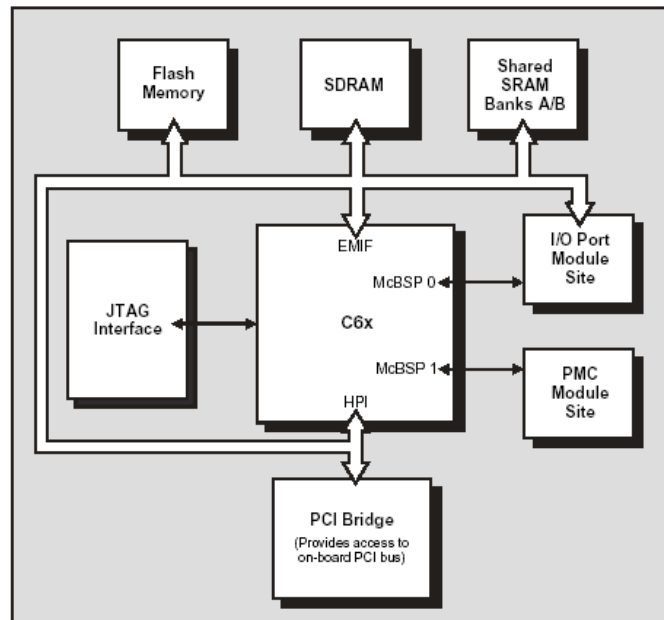 Flash
Memory
SDRAM
Shared
SRAM
Banks A/B
EMIF
I/O Port
Module
Site
McBSP 0
JTAG
Interface
C6x
McBSP 1
PMC
Module
Site
HPI
PCI Bridge
(Provides access to
on-board PCI bus)